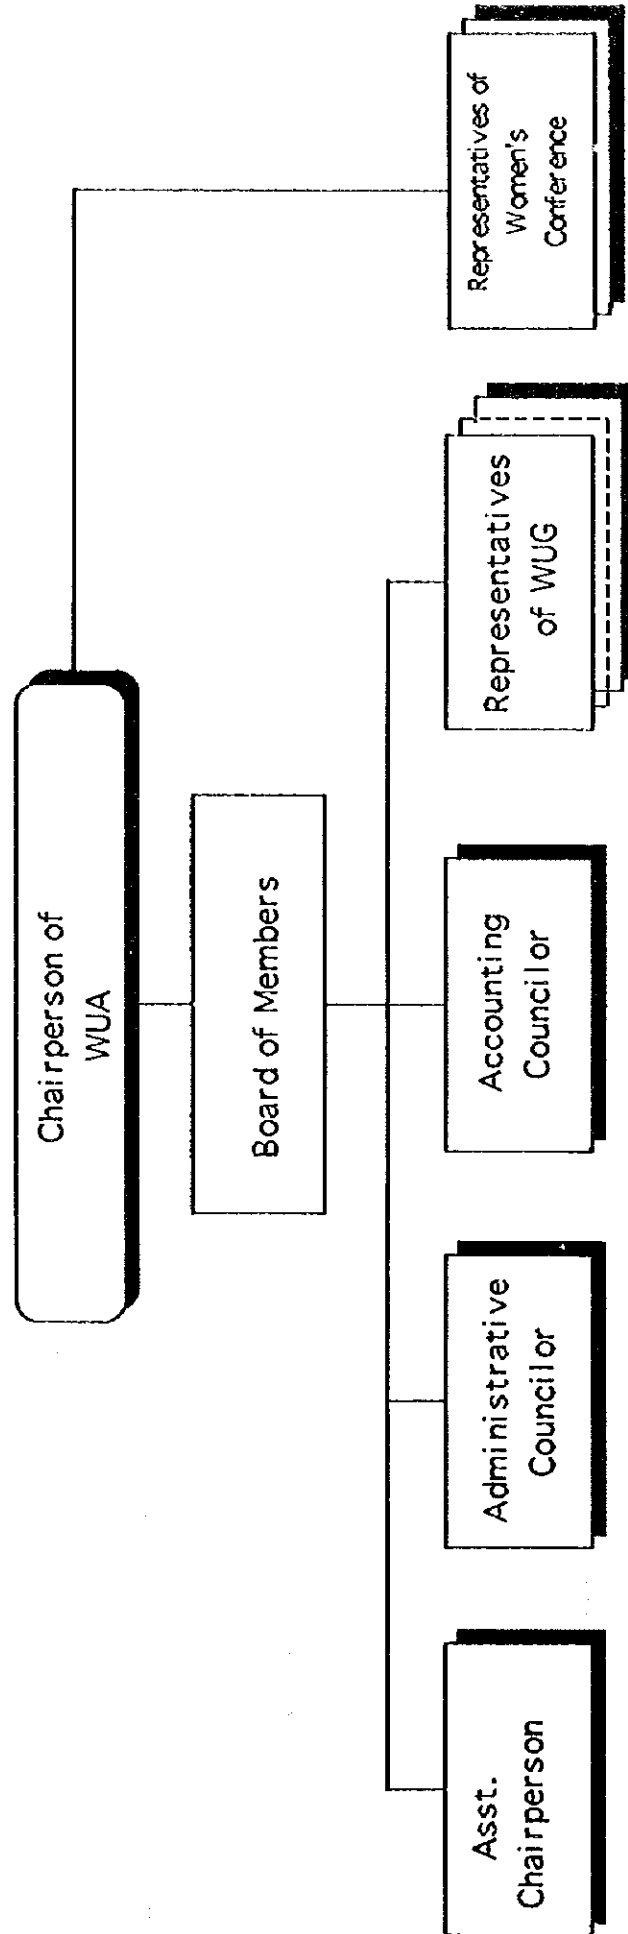 Chairperson of
WUA
Board of Members
Asst.
Chairperson
Administrative
Councilor
Accounting
Councilor
Representatives
of WUG
Representatives of
Women's
Conference